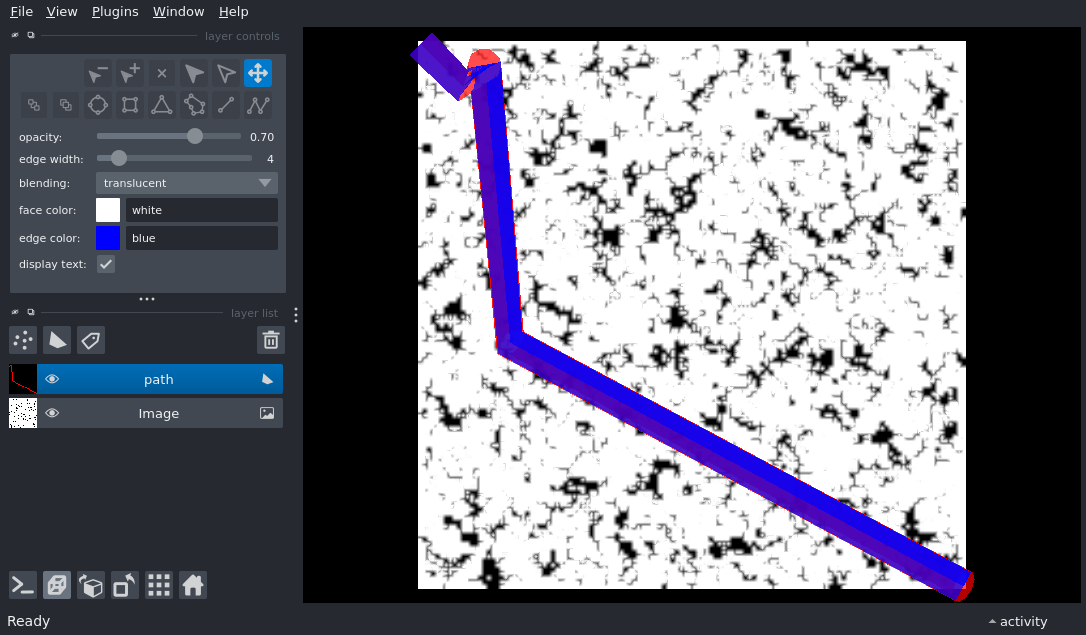 File View Plugins Window Help
layer controls
opacity: 0.70
edge width: 4
blending: translucent
face color: white
edge color: blue
display text:
layer list
path
Image
Ready
activity